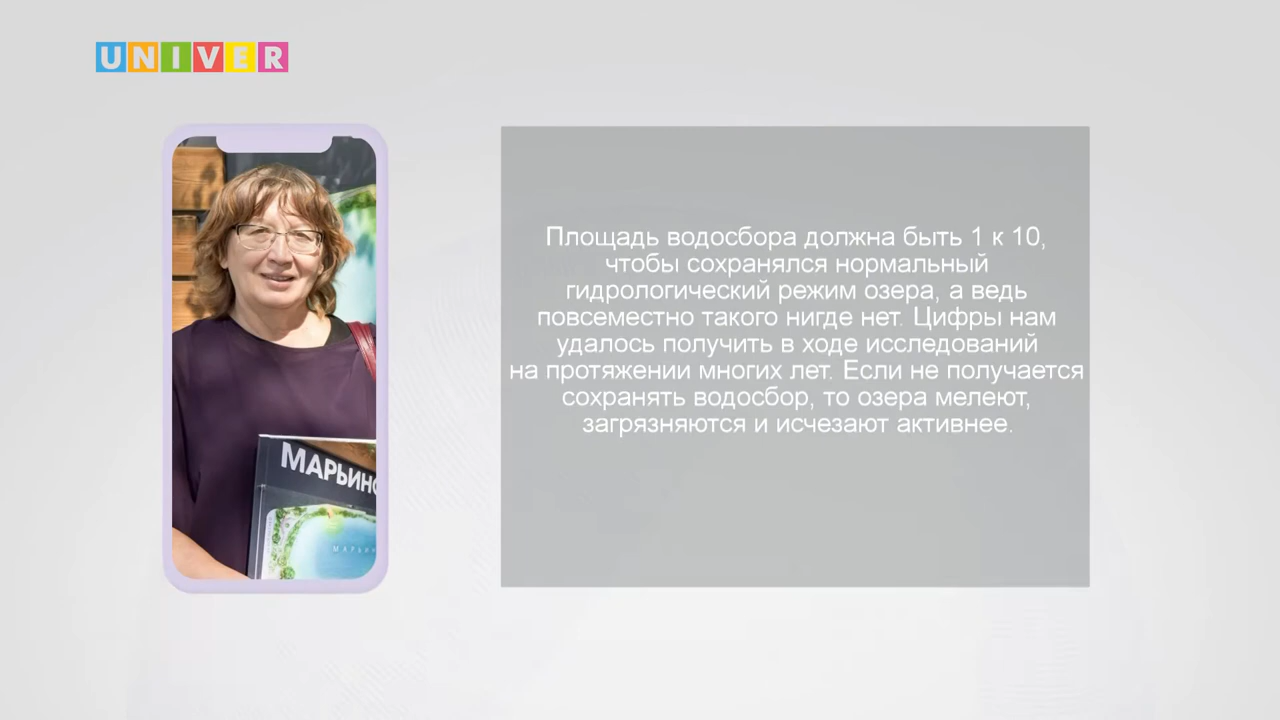 UNIVER
Площадь водосбора должна быть 1 к 10,
чтобы сохранялся нормальный
гидрологический режим озера, а ведь
повсеместно такого нигде нет. Цифры нам
удалось получить в ходе исследований
на протяжении многих лет. Если не получается
сохранять водосбор, то озера мелеют,
загрязняются и исчезают активнее.